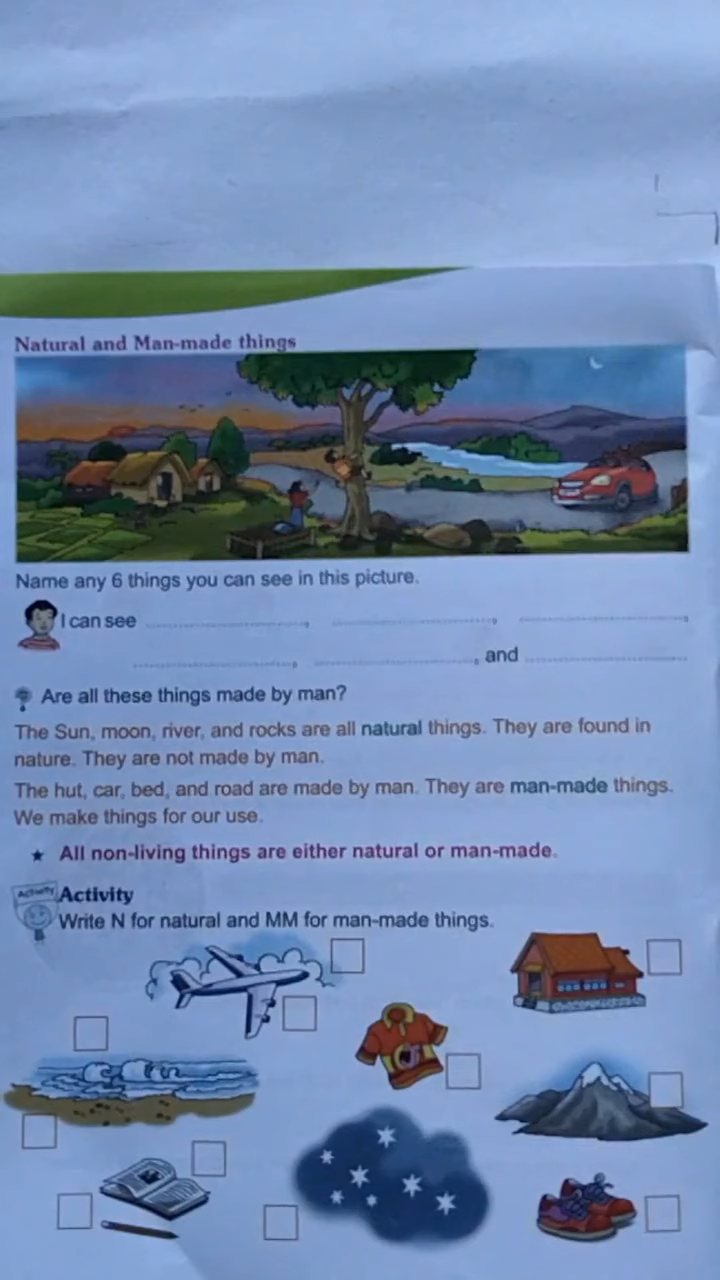 Natural and Man-made things
Name any 6 things you can see in this picture.
I can see ........................, ........................, ........................,
........................, ........................, and ........................
? Are all these things made by man?
The Sun, moon, river, and rocks are all natural things. They are found in
nature. They are not made by man.
The hut, car, bed, and road are made by man. They are man-made things.
We make things for our use.
★ All non-living things are either natural or man-made.
Activity Activity
Write N for natural and MM for man-made things.